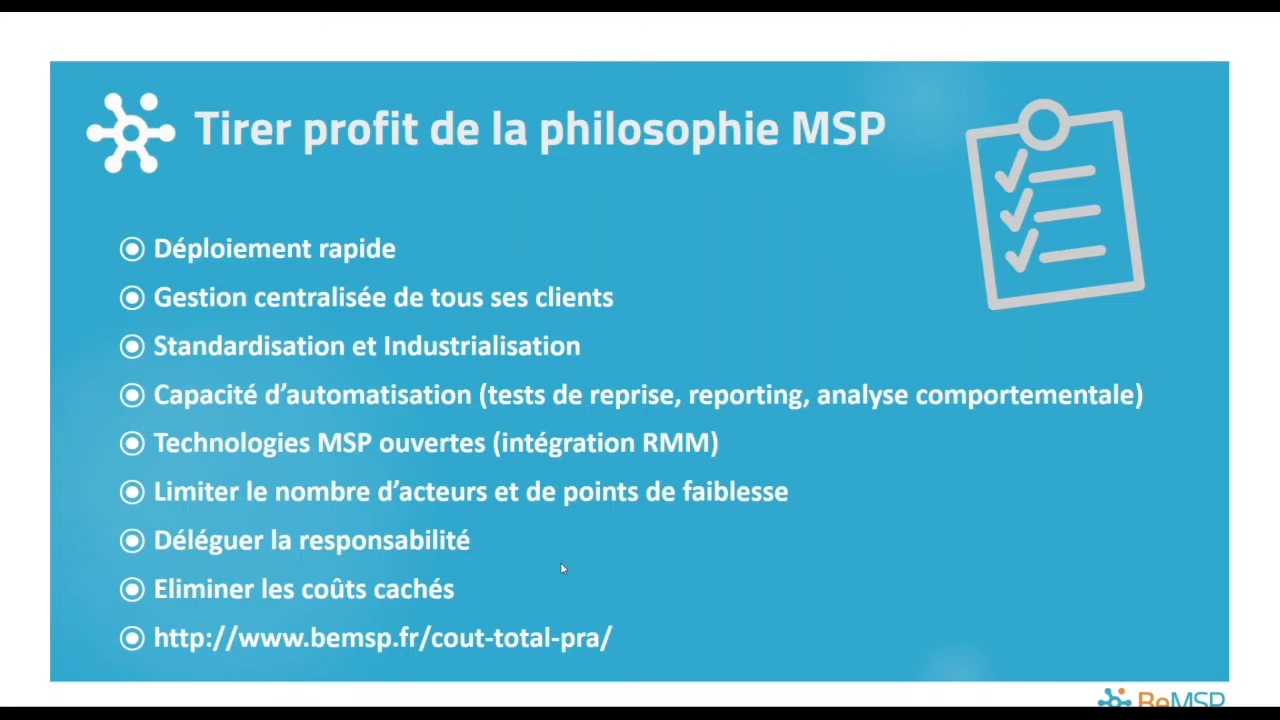 Tirer profit de la philosophie MSP
Déploiement rapide
Gestion centralisée de tous ses clients
Standardisation et Industrialisation
Capacité d’automatisation (tests de reprise, reporting, analyse comportementale)
Technologies MSP ouvertes (intégration RMM)
Limiter le nombre d’acteurs et de points de faiblesse
Déléguer la responsabilité
Eliminer les coûts cachés
http://www.bemsp.fr/cout-total-pra/
BeMSP